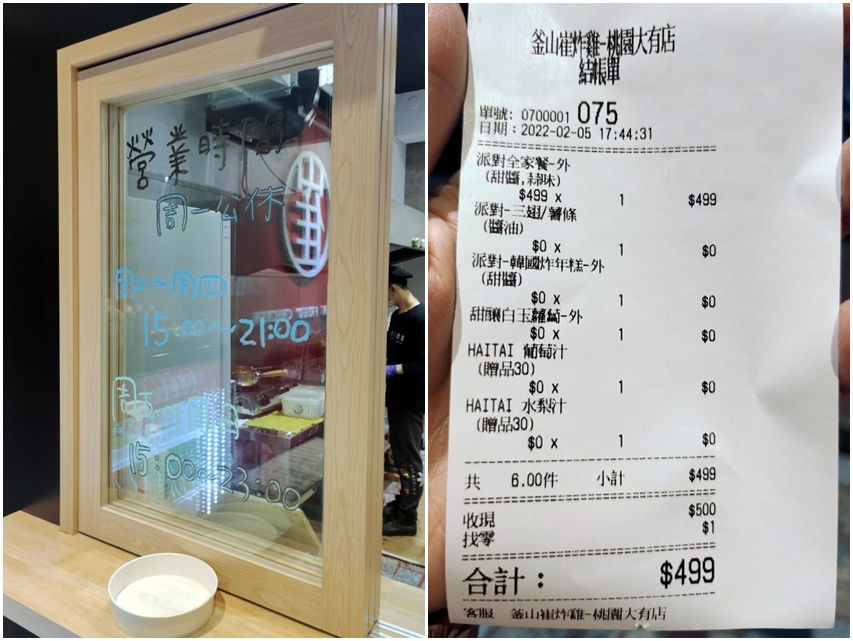 營業時間
周一公休
周二～周四
15:00～21:00
周五
15:00～23:00
釜山崔炸雞-桃園大有店
結帳單
單號: 0700001 075
日期：2022-02-05 17:44:31
派對全家餐-外
(甜醬,蒜味)
$499 x 1 $499
派對-三翅/薯條
(醬油)
$0 x 1 $0
派對-韓國炸年糕-外
(甜醬)
$0 x 1 $0
甜釀白玉蘿蔔-外
$0 x 1 $0
HAITAI 葡萄汁
(贈品30)
$0 x 1 $0
HAITAI 水梨汁
(贈品30)
$0 x 1 $0
共 6.00件 小計 $499
收現 $500
找零 $1
合計： $499
客服 釜山崔炸雞-桃園大有店